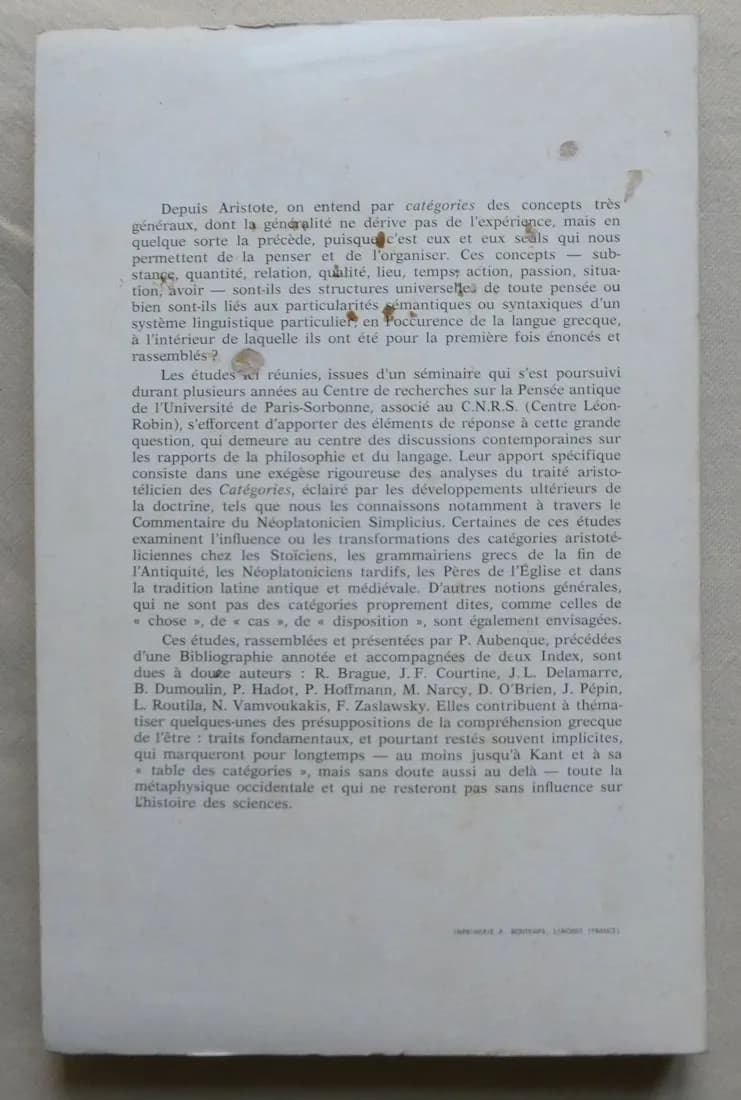 Depuis Aristote, on entend par catégories des concepts très
généraux, dont la généralité ne dérive pas de l'expérience, mais en
quelque sorte la précède, puisque c'est eux et eux seuls qui nous
permettent de la penser et de l'organiser. Ces concepts — sub-
stance, quantité, relation, qualité, lieu, temps, action, passion, situa-
tion, avoir — sont-ils des structures universelles de toute pensée ou
bien sont-ils liés aux particularités sémantiques ou syntaxiques d'un
système linguistique particulier, en l'occurence de la langue grecque,
à l'intérieur de laquelle ils ont été pour la première fois énoncés et
rassemblés ?
Les études ici réunies, issues d'un séminaire qui s'est poursuivi
durant plusieurs années au Centre de recherches sur la Pensée antique
de l'Université de Paris-Sorbonne, associé au C.N.R.S. (Centre Léon-
Robin), s'efforcent d'apporter des éléments de réponse à cette grande
question, qui demeure au centre des discussions contemporaines sur
les rapports de la philosophie et du langage. Leur apport spécifique
consiste dans une exégèse rigoureuse des analyses du traité aristo-
télicien des Catégories, éclairé par les développements ultérieurs de
la doctrine, tels que nous les connaissons notamment à travers le
Commentaire du Néoplatonicien Simplicius. Certaines de ces études
examinent l'influence ou les transformations des catégories aristoté-
liciennes chez les Stoïciens, les grammairiens grecs de la fin de
l'Antiquité, les Néoplatoniciens tardifs, les Pères de l'Église et dans
la tradition latine antique et médiévale. D'autres notions générales,
qui ne sont pas des catégories proprement dites, comme celles de
« chose », de « cas », de « disposition », sont également envisagées.
Ces études, rassemblées et présentées par P. Aubenque, précédées
d'une Bibliographie annotée et accompagnées de deux Index, sont
dues à douze auteurs : R. Brague, J.F. Courtine, J.L. Delamarre,
B. Dumoulin, P. Hadot, P. Hoffmann, M. Narcy, D. O'Brien, J. Pépin,
L. Routila, N. Vamvoukakis, F. Zaslawsky. Elles contribuent à théma-
tiser quelques-unes des présuppositions de la compréhension grecque
de l'être : traits fondamentaux, et pourtant restés souvent implicites,
qui marqueront pour longtemps — au moins jusqu'à Kant et à sa
« table des catégories », mais sans doute aussi au delà — toute la
métaphysique occidentale et qui ne resteront pas sans influence sur
l'histoire des sciences.
IMPRIMERIE A. BONTEMPS, LIMOGES (FRANCE)